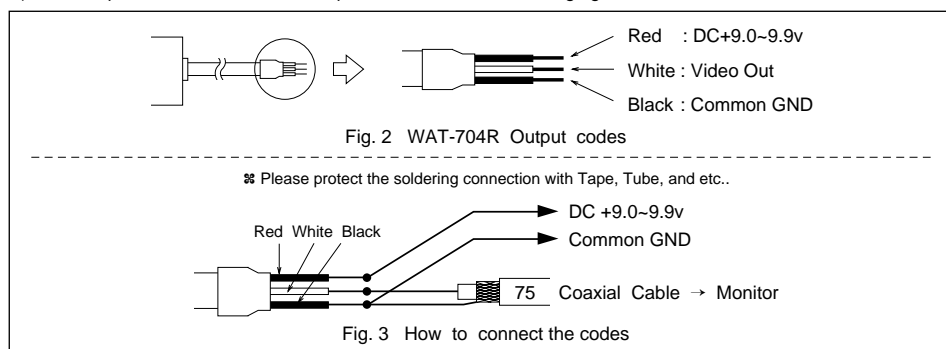 Red : DC+9.0~9.9v
White : Video Out
Black : Common GND
Fig. 2 WAT-704R Output codes
⌘ Please protect the soldering connection with Tape, Tube, and etc..
DC +9.0~9.9v
Red White Black
Common GND
75 Coaxial Cable → Monitor
Fig. 3 How to connect the codes